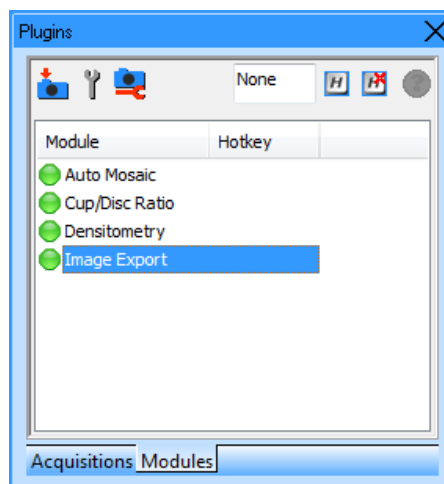 Plugins
None H H ?
Module Hotkey
Auto Mosaic
Cup/Disc Ratio
Densitometry
Image Export
Acquisitions Modules